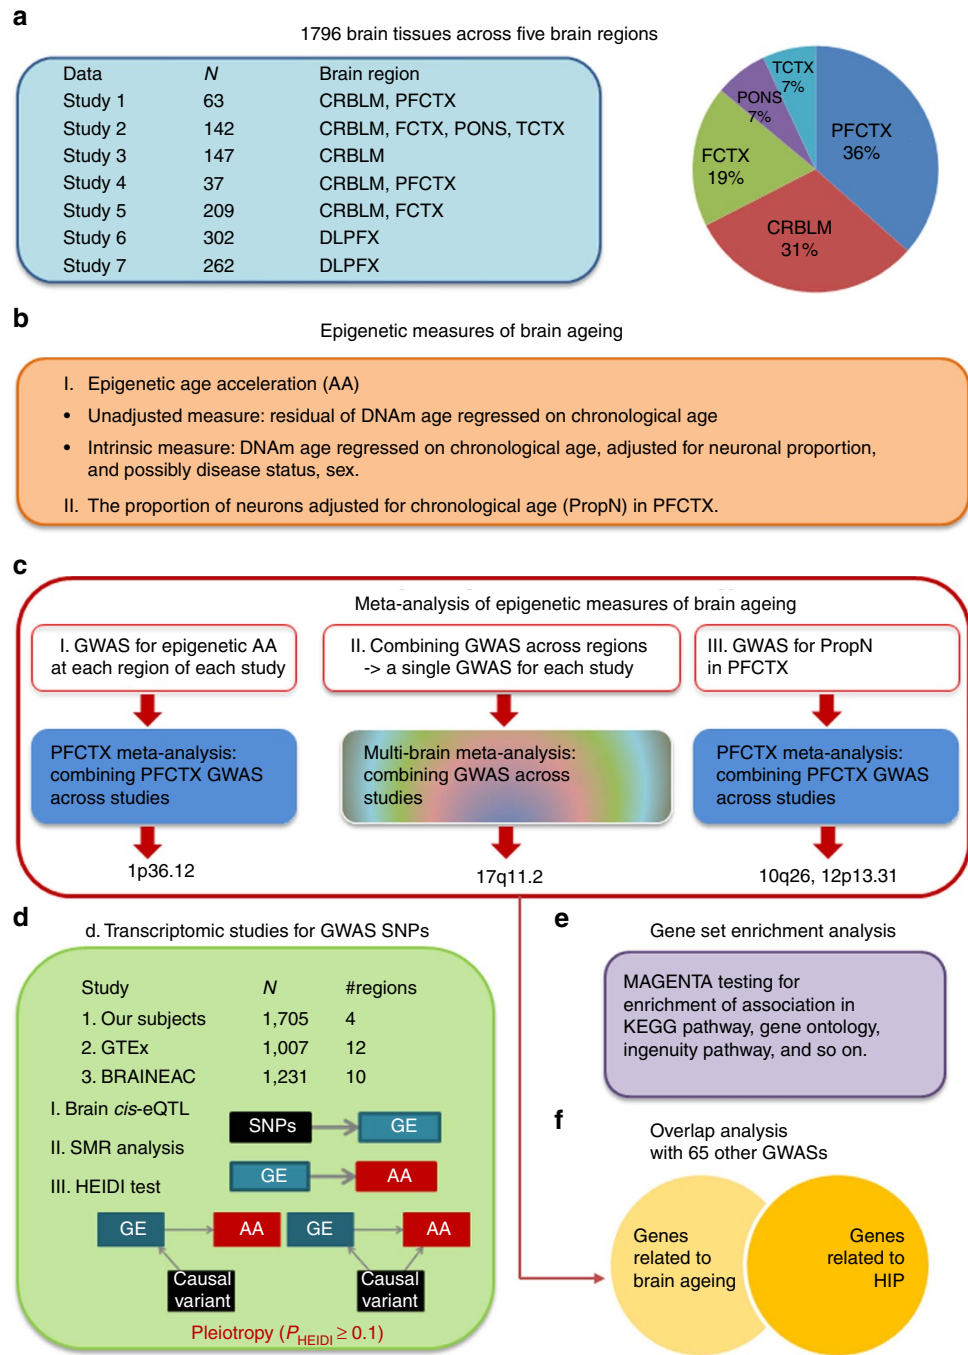 a
1796 brain tissues across five brain regions
Data N Brain region
Study 1 63 CRBLM, PFCTX
Study 2 142 CRBLM, FCTX, PONS, TCTX
Study 3 147 CRBLM
Study 4 37 CRBLM, PFCTX
Study 5 209 CRBLM, FCTX
Study 6 302 DLPFX
Study 7 262 DLPFX
TCTX
7%
PONS
7%
PFCTX
36%
FCTX
19%
CRBLM
31%
b
Epigenetic measures of brain ageing
I. Epigenetic age acceleration (AA)
• Unadjusted measure: residual of DNAm age regressed on chronological age
• Intrinsic measure: DNAm age regressed on chronological age, adjusted for neuronal proportion,
and possibly disease status, sex.
II. The proportion of neurons adjusted for chronological age (PropN) in PFCTX.
c
Meta-analysis of epigenetic measures of brain ageing
I. GWAS for epigenetic AA
at each region of each study
II. Combining GWAS across regions
-> a single GWAS for each study
III. GWAS for PropN
in PFCTX
PFCTX meta-analysis:
combining PFCTX GWAS
across studies
Multi-brain meta-analysis:
combining GWAS across
studies
PFCTX meta-analysis:
combining PFCTX GWAS
across studies
1p36.12
17q11.2
10q26, 12p13.31
d
d. Transcriptomic studies for GWAS SNPs
Study N #regions
1. Our subjects 1,705 4
2. GTEx 1,007 12
3. BRAINEAC 1,231 10
I. Brain cis-eQTL
SNPs GE
II. SMR analysis
GE AA
III. HEIDI test
GE AA GE AA
Causal
variant
Causal
variant
Pleiotropy (PHEIDI ≥ 0.1)
e
Gene set enrichment analysis
MAGENTA testing for
enrichment of association in
KEGG pathway, gene ontology,
ingenuity pathway, and so on.
f
Overlap analysis
with 65 other GWASs
Genes
related to
brain ageing
Genes
related to
HIP